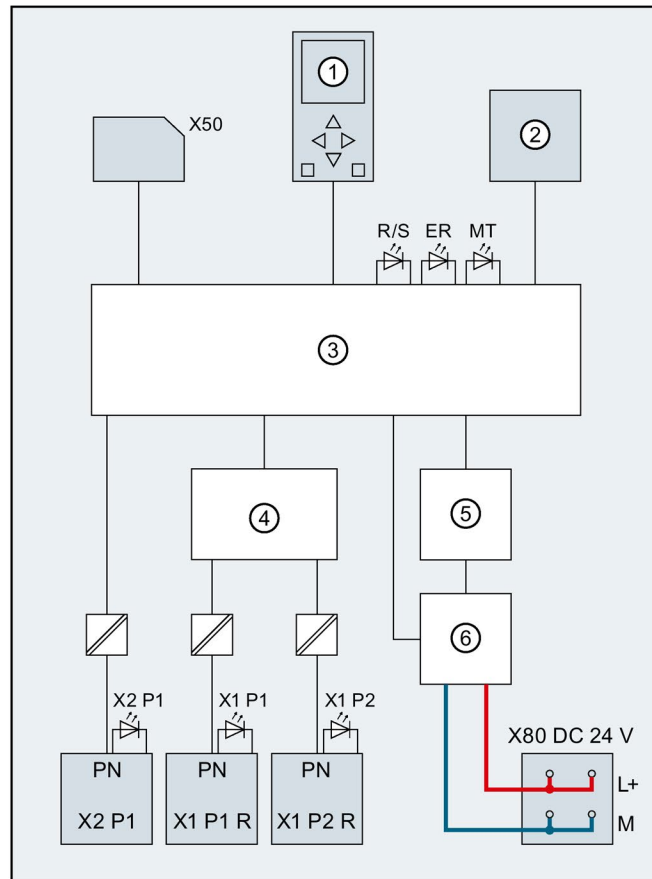 ①
X50
②
R/S ER MT
③
④
⑤
⑥
X2 P1 X1 P1 X1 P2
X80 DC 24 V
PN PN PN
L+
X2 P1 X1 P1 R X1 P2 R
M